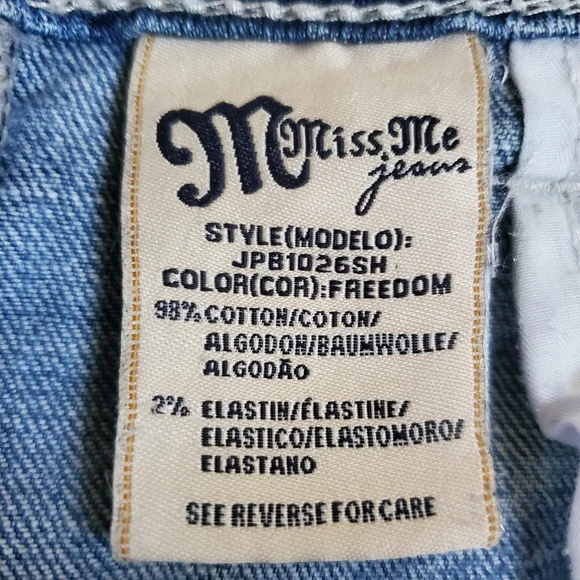 M Miss Me
jeans
STYLE(MODELO):
JPB1026SH
COLOR(COR):FREEDOM
98% COTTON/COTON/
ALGODON/BAUMWOLLE/
ALGODÃO
2% ELASTIN/ÉLASTINE/
ELASTICO/ELASTOMORO/
ELASTANO
SEE REVERSE FOR CARE